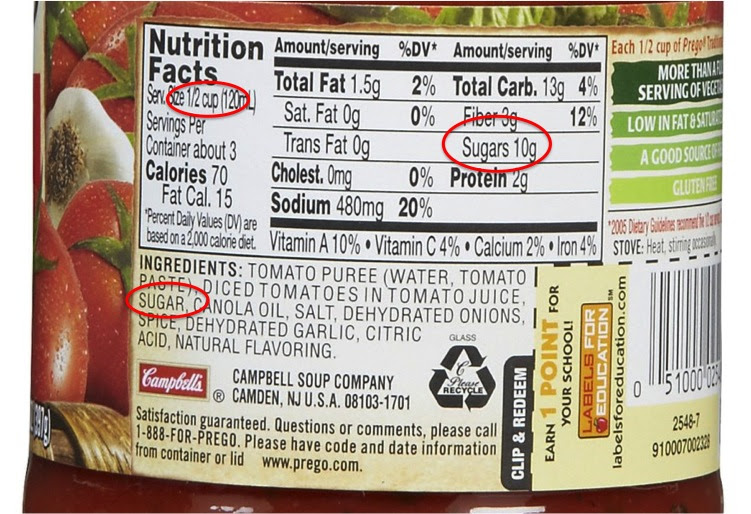 Nutrition
Facts
Serv. Size 1/2 cup (120mL)
Servings Per
Container about 3
Calories 70
Fat Cal. 15
*Percent Daily Values (DV) are
based on a 2,000 calorie diet.
Amount/serving %DV* Amount/serving %DV*
Total Fat 1.5g 2% Total Carb. 13g 4%
Sat. Fat 0g 0% Fiber 3g 12%
Trans Fat 0g Sugars 10g
Cholest. 0mg 0% Protein 2g
Sodium 480mg 20%
Vitamin A 10% • Vitamin C 4% • Calcium 2% • Iron 4%
INGREDIENTS: TOMATO PUREE (WATER, TOMATO
PASTE), DICED TOMATOES IN TOMATO JUICE,
SUGAR, CANOLA OIL, SALT, DEHYDRATED ONIONS,
SPICE, DEHYDRATED GARLIC, CITRIC
ACID, NATURAL FLAVORING.
Campbell's ®
CAMPBELL SOUP COMPANY
CAMDEN, NJ U.S.A. 08103-1701
GLASS
C
Please
RECYCLE
Satisfaction guaranteed. Questions or comments, please call
1-888-FOR-PREGO. Please have code and date information
from container or lid www.prego.com.
Each 1/2 cup of Prego®
MORE THAN A
SERVING OF
LOW IN FAT &
A GOOD SOURCE OF
GLUTEN FREE
*2005 Dietary Guidelines recommend
STOVE: Heat, stirring occasionally
CLIP & REDEEM
EARN 1 POINT FOR
YOUR SCHOOL!
LABELS FOR
EDUCATION
SM
labelsforeducation.com
0 51000
2548-7
910007002328